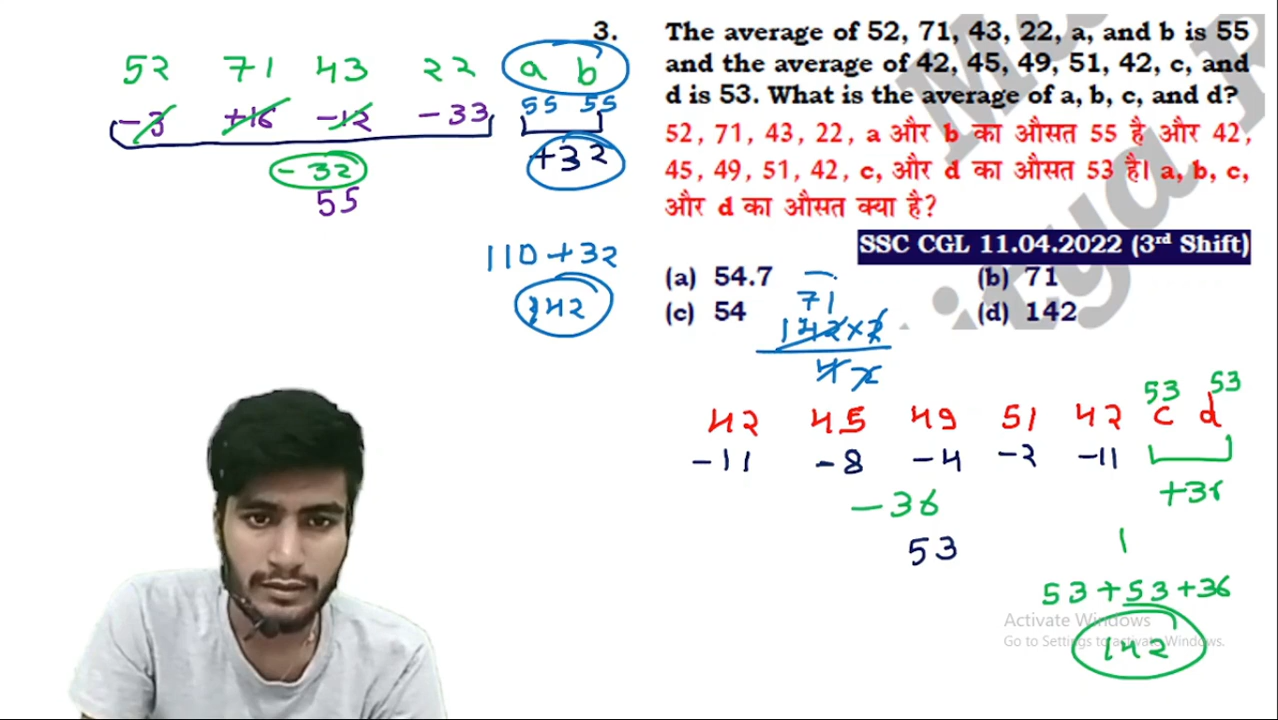 3. The average of 52, 71, 43, 22, a, and b is 55
and the average of 42, 45, 49, 51, 42, c, and
d is 53. What is the average of a, b, c, and d?
52, 71, 43, 22, a और b का औसत 55 है और 42,
45, 49, 51, 42, c, और d का औसत 53 है। a, b, c,
और d का औसत क्या है?
SSC CGL 11.04.2022 (3rd Shift)
(a) 54.7 (b) 71
(c) 54 (d) 142
52 71 43 22 a b
-3 +16 -12 -33 55 55
-32 +32
55
110 + 32
142
71
142 × 2
4
53 53
42 45 49 51 42 c d
-11 -8 -4 -2 -11
-36 +36
53
53 + 53 + 36
142
Activate Windows
Go to Settings to activate Windows.